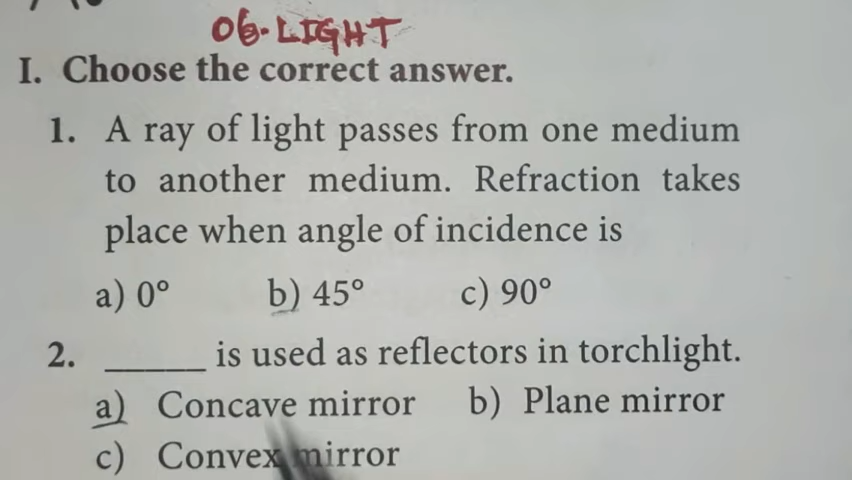 06-LIGHT
I. Choose the correct answer.
1. A ray of light passes from one medium
to another medium. Refraction takes
place when angle of incidence is
a) 0° b) 45° c) 90°
2. _____ is used as reflectors in torchlight.
a) Concave mirror b) Plane mirror
c) Convex mirror